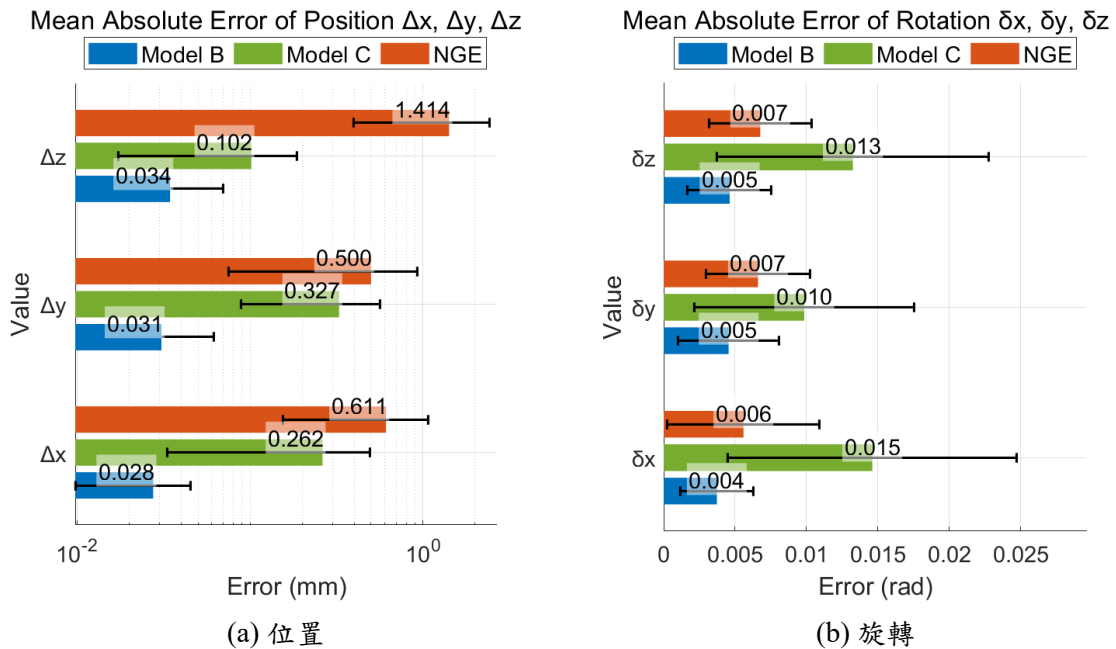 Mean Absolute Error of Position Δx, Δy, Δz
Model B Model C NGE
Value
Δz
1.414
0.102
0.034
Δy
0.500
0.327
0.031
Δx
0.611
0.262
0.028
10^-2 10^0
Error (mm)
(a) 位置
Mean Absolute Error of Rotation δx, δy, δz
Model B Model C NGE
Value
δz
0.007
0.013
0.005
δy
0.007
0.010
0.005
δx
0.006
0.015
0.004
0 0.005 0.01 0.015 0.02 0.025
Error (rad)
(b) 旋轉